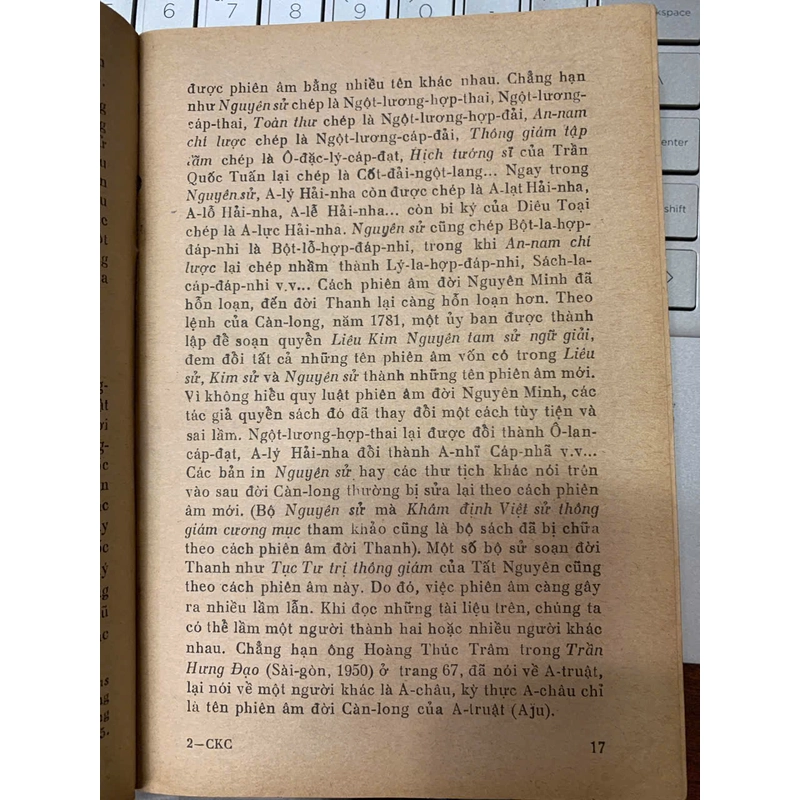 5 6 7 8 9 0 backspace
enter
shift
được phiên âm bằng nhiều tên khác nhau. Chẳng hạn
như Nguyên sử chép là Ngột-lương-hợp-thai, Ngột-lương-
cáp-thai, Toàn thư chép là Ngột-lương-hợp-đải, An-nam
chí lược chép là Ngột-lương-cáp-đải, Thông giám tập
lãm chép là Ô-đặc-lý-cáp-đạt, Hịch tướng sĩ của Trần
Quốc Tuấn lại chép là Cốt-đãi-ngột-lang... Ngay trong
Nguyên sử, A-lý Hải-nha còn được chép là A-lạt Hải-nha,
A-lỗ Hải-nha, A-lễ Hải-nha... còn bi ký của Diêu Toại
chép là A-lực Hải-nha. Nguyên sử cũng chép Bột-la-hợp-
đáp-nhi là Bột-lỗ-hợp-đáp-nhi, trong khi An-nam chí
lược lại chép nhầm thành Lý-la-hợp-đáp-nhi, Sách-la-
cáp-đáp-nhi v.v... Cách phiên âm đời Nguyên Minh đã
hỗn loạn, đến đời Thanh lại càng hỗn loạn hơn. Theo
lệnh của Càn-long, năm 1781, một ủy ban được thành
lập để soạn quyển Liêu Kim Nguyên tam sử ngữ giải,
đem đổi tất cả những tên phiên âm vốn có trong Liêu
sử, Kim sử và Nguyên sử thành những tên phiên âm mới.
Vì không hiểu quy luật phiên âm đời Nguyên Minh, các
tác giả quyển sách đó đã thay đổi một cách tùy tiện và
sai lầm. Ngột-lương-hợp-thai lại được đổi thành Ô-lan-
cáp-đạt, A-lý Hải-nha đổi thành A-nhĩ Cáp-nhã v.v...
Các bản in Nguyên sử hay các thư tịch khác nói trên
vào sau đời Càn-long thường bị sửa lại theo cách phiên
âm mới. (Bộ Nguyên sử mà Khâm định Việt sử thông
giám cương mục tham khảo cũng là bộ sách đã bị chữa
theo cách phiên âm đời Thanh). Một số bộ sử soạn đời
Thanh như Tục Tư trị thông giám của Tất Nguyên cũng
theo cách phiên âm này. Do đó, việc phiên âm càng gây
ra nhiều lầm lẫn. Khi đọc những tài liệu trên, chúng ta
có thể lầm một người thành hai hoặc nhiều người khác
nhau. Chẳng hạn ông Hoàng Thúc Trâm trong Trần
Hưng Đạo (Sài-gòn, 1950) ở trang 67, đã nói về A-truật,
lại nói về một người khác là A-châu, kỳ thực A-châu chỉ
là tên phiên âm đời Càn-long của A-truật (Aju).
2—CKC 17